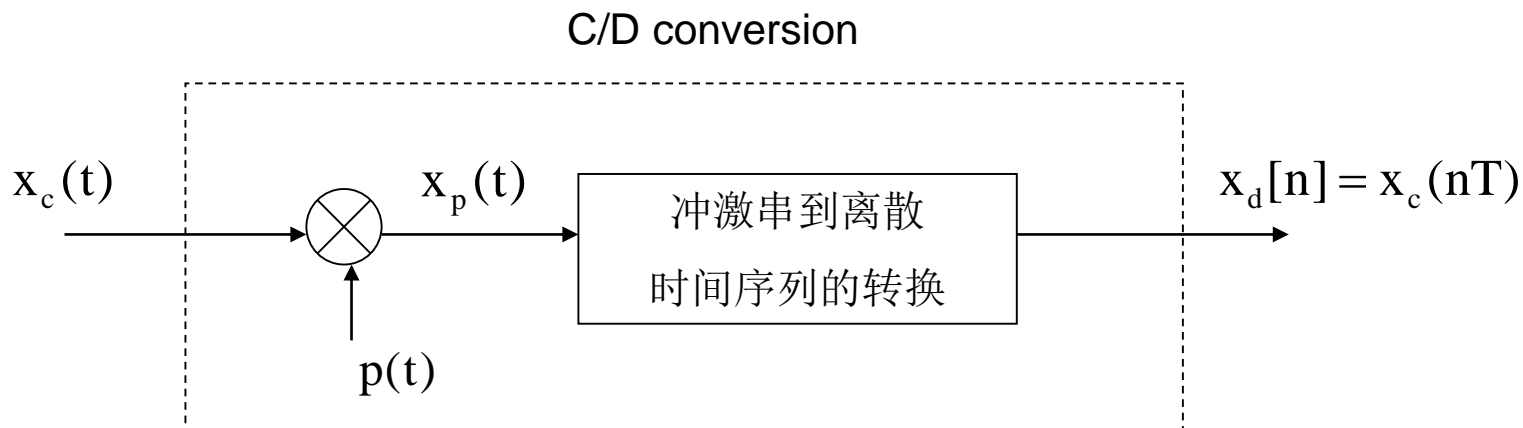 C/D conversion
x_c(t)
x_p(t)
冲激串到离散
时间序列的转换
x_d[n] = x_c(nT)
p(t)